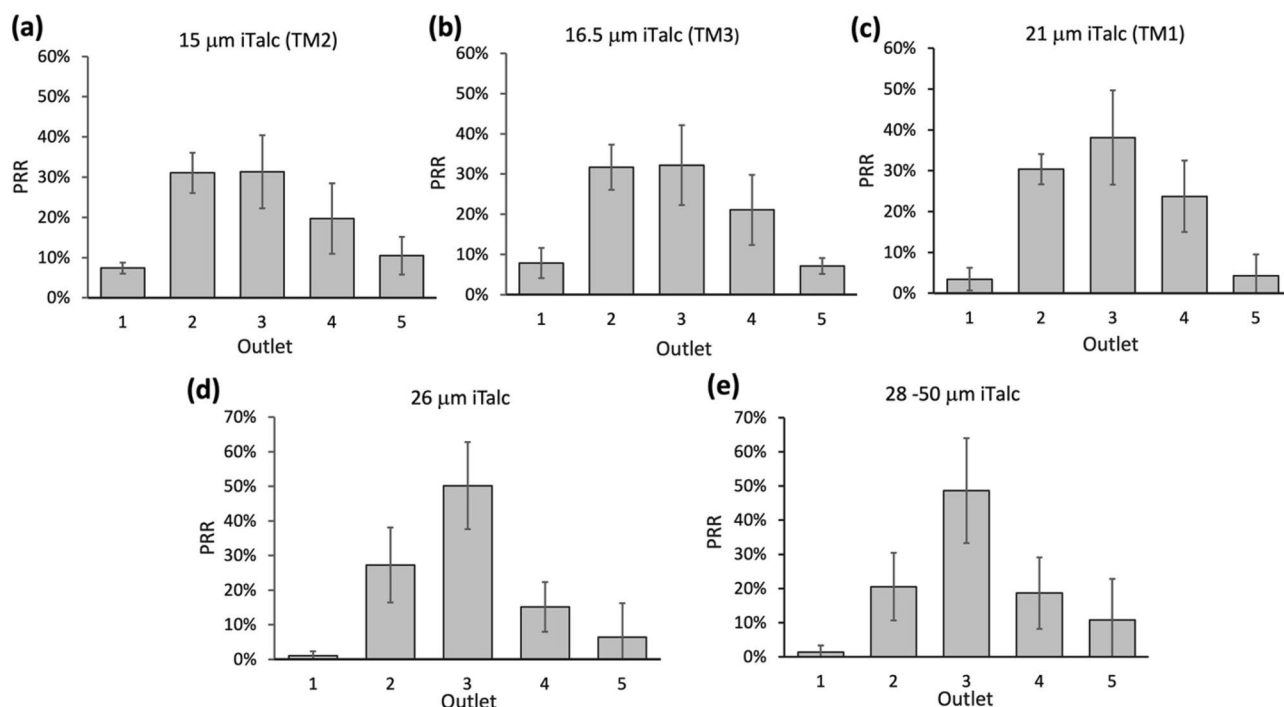 (a)
15 μm iTalc (TM2)
60%
50%
40%
30%
20%
10%
0%
PRR
1 2 3 4 5
Outlet
(b)
16.5 μm iTalc (TM3)
60%
50%
40%
30%
20%
10%
0%
PRR
1 2 3 4 5
Outlet
(c)
21 μm iTalc (TM1)
60%
50%
40%
30%
20%
10%
0%
PRR
1 2 3 4 5
Outlet
(d)
26 μm iTalc
70%
60%
50%
40%
30%
20%
10%
0%
PRR
1 2 3 4 5
Outlet
(e)
28 -50 μm iTalc
70%
60%
50%
40%
30%
20%
10%
0%
PRR
1 2 3 4 5
Outlet